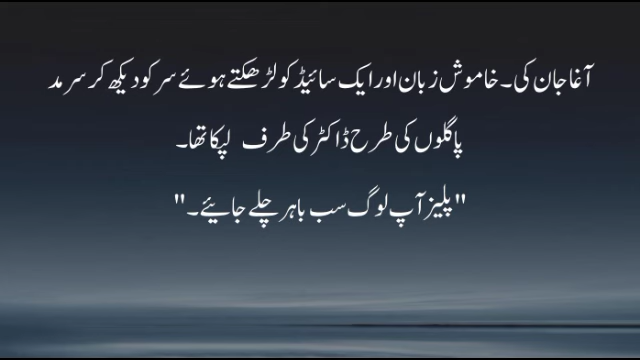 آغا جان کی۔ خاموش زبان اور ایک سائیڈ کو لڑھکتے ہوئے سر کو دیکھ کر سرمد
پاگلوں کی طرح ڈاکٹر کی طرف لپکا تھا۔
"پلیز آپ لوگ سب باہر چلے جائیے۔"